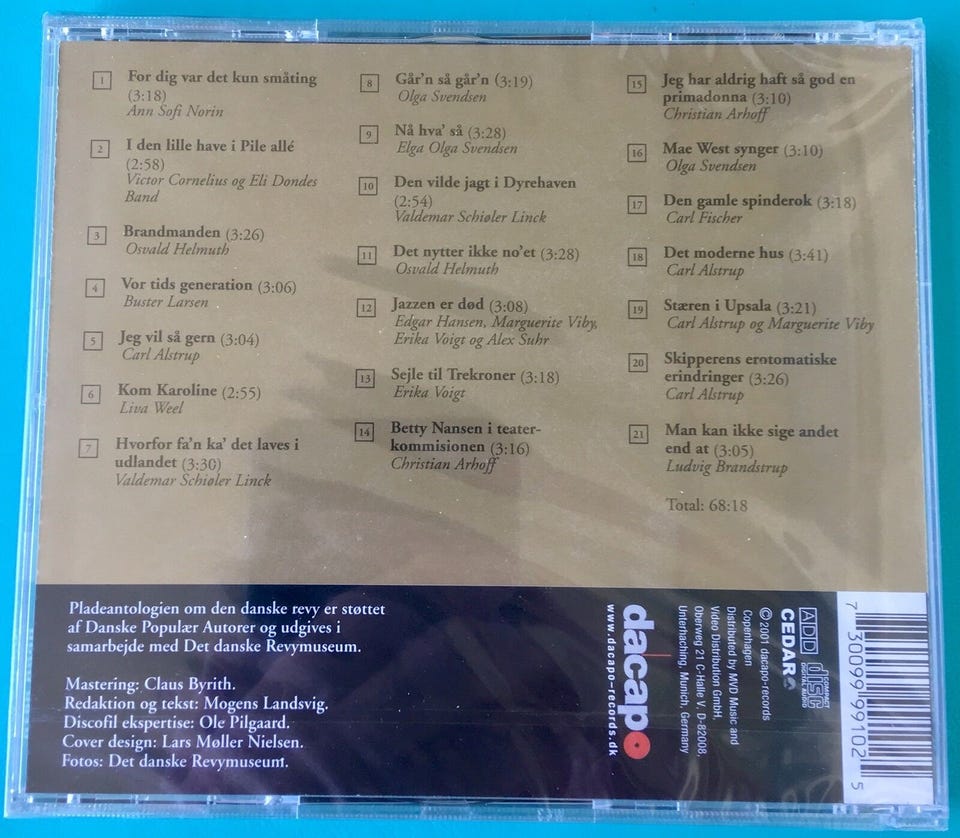 1 For dig var det kun småting
(3:18)
Ann Sofi Norin
2 I den lille have i Pile allé
(2:58)
Victor Cornelius og Eli Dondes
Band
3 Brandmanden (3:26)
Osvald Helmuth
4 Vor tids generation (3:06)
Buster Larsen
5 Jeg vil så gern (3:04)
Carl Alstrup
6 Kom Karoline (2:55)
Liva Weel
7 Hvorfor fa'n ka' det laves i
udlandet (3:30)
Valdemar Schiøler Linck
8 Går'n så går'n (3:19)
Olga Svendsen
9 Nå hva' så (3:28)
Elga Olga Svendsen
10 Den vilde jagt i Dyrehaven
(2:54)
Valdemar Schiøler Linck
11 Det nytter ikke no'et (3:28)
Osvald Helmuth
12 Jazzen er død (3:08)
Edgar Hansen, Marguerite Viby,
Erika Voigt og Alex Suhr
13 Sejle til Trekroner (3:18)
Erika Voigt
14 Betty Nansen i teater-
kommisionen (3:16)
Christian Arhoff
15 Jeg har aldrig haft så god en
primadonna (3:10)
Christian Arhoff
16 Mae West synger (3:10)
Olga Svendsen
17 Den gamle spinderok (3:18)
Carl Fischer
18 Det moderne hus (3:41)
Carl Alstrup
19 Stæren i Upsala (3:21)
Carl Alstrup og Marguerite Viby
20 Skipperens erotomatiske
erindringer (3:26)
Carl Alstrup
21 Man kan ikke sige andet
end at (3:05)
Ludvig Brandstrup
Total: 68:18
Pladeantologien om den danske revy er støttet
af Danske Populær Autorer og udgives i
samarbejde med Det danske Revymuseum.
Mastering: Claus Byrith.
Redaktion og tekst: Mogens Landsvig.
Discofil ekspertise: Ole Pilgaard.
Cover design: Lars Møller Nielsen.
Fotos: Det danske Revymuseum.
dacapo
www.dacapo-records.dk
ADD
CEDAR
COMPACT
disc
DIGITAL AUDIO
©2001 dacapo-records
Copenhagen
Distributed by MVD Music and
Video Distribution GmbH,
Oberweg 21 C-Halle V D-82008,
Unterhaching, Munich, Germany
7 30099 99102 5